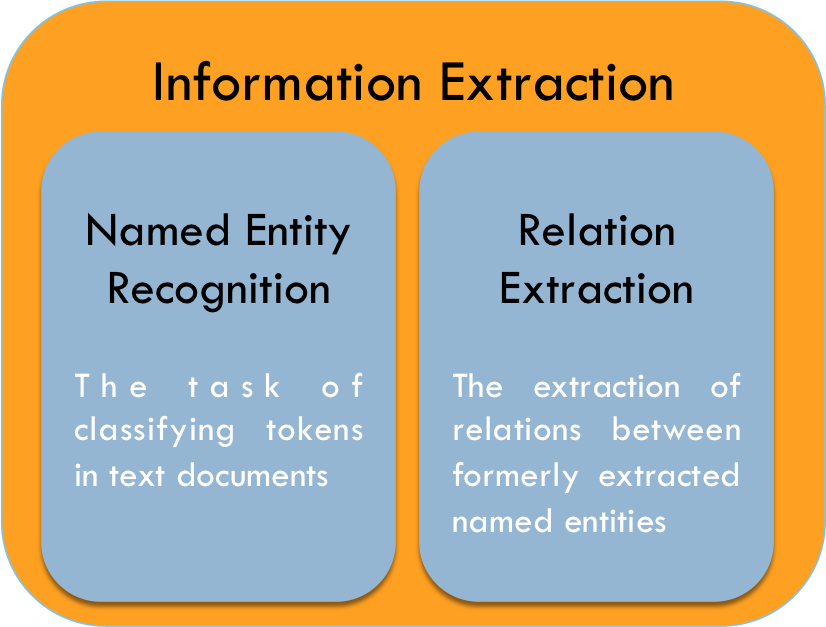 Information Extraction
Named Entity
Recognition
The task of
classifying tokens
in text documents
Relation
Extraction
The extraction of
relations between
formerly extracted
named entities